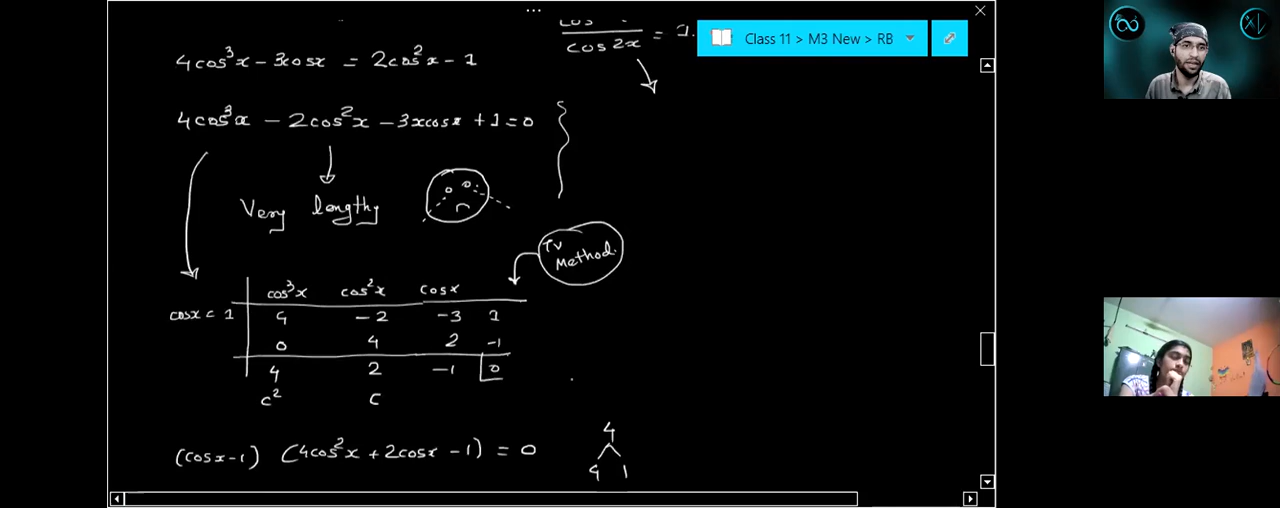 cos 2x = 1.
Class 11 > M3 New > RB
4cos³x - 3cosx = 2cos²x - 1
4cos³x - 2cos²x - 3xcosx + 1 = 0
Very lengthy
TV
Method.
cos³x cos²x cosx
cosx = 1 4 -2 -3 1
0 4 2 -1
4 2 -1 0
c² c
(cosx-1) (4cos²x + 2cosx - 1) = 0
4
4 1